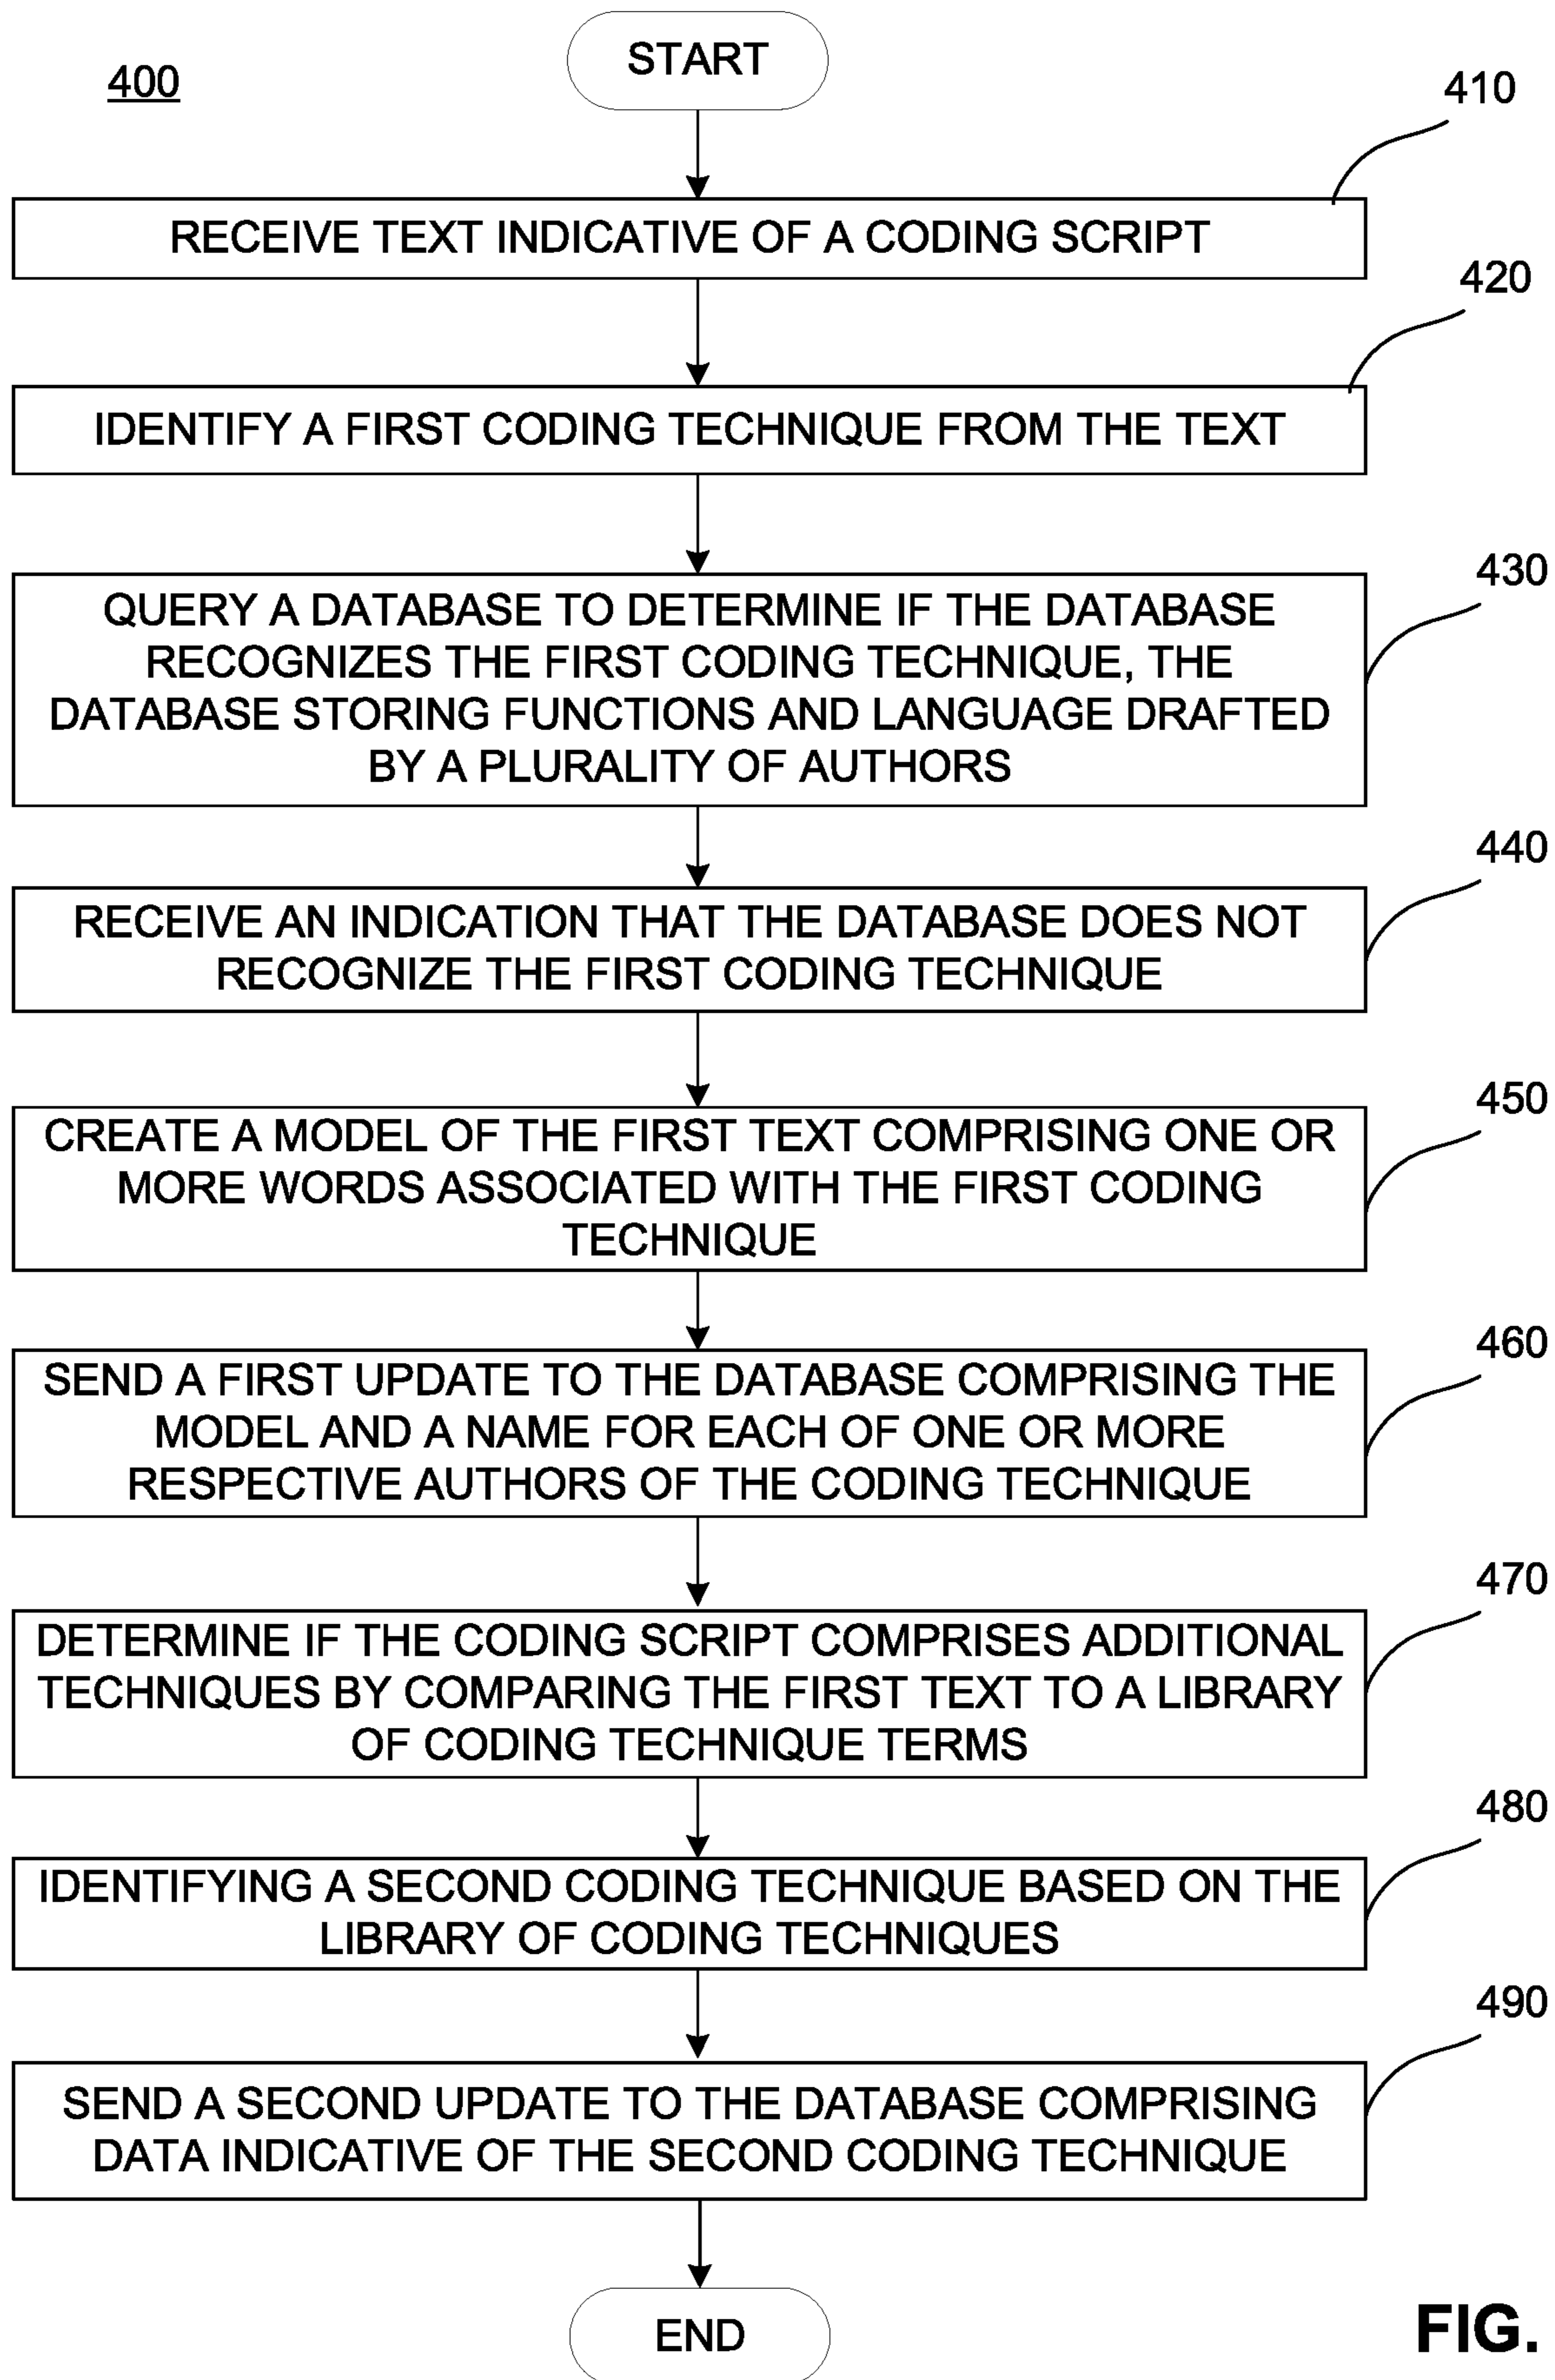 START
400
410
RECEIVE TEXT INDICATIVE OF A CODING SCRIPT
420
IDENTIFY A FIRST CODING TECHNIQUE FROM THE TEXT
430
QUERY A DATABASE TO DETERMINE IF THE DATABASE
RECOGNIZES THE FIRST CODING TECHNIQUE, THE
DATABASE STORING FUNCTIONS AND LANGUAGE DRAFTED
BY A PLURALITY OF AUTHORS
440
RECEIVE AN INDICATION THAT THE DATABASE DOES NOT
RECOGNIZE THE FIRST CODING TECHNIQUE
450
CREATE A MODEL OF THE FIRST TEXT COMPRISING ONE OR
MORE WORDS ASSOCIATED WITH THE FIRST CODING
TECHNIQUE
460
SEND A FIRST UPDATE TO THE DATABASE COMPRISING THE
MODEL AND A NAME FOR EACH OF ONE OR MORE
RESPECTIVE AUTHORS OF THE CODING TECHNIQUE
470
DETERMINE IF THE CODING SCRIPT COMPRISES ADDITIONAL
TECHNIQUES BY COMPARING THE FIRST TEXT TO A LIBRARY
OF CODING TECHNIQUE TERMS
480
IDENTIFYING A SECOND CODING TECHNIQUE BASED ON THE
LIBRARY OF CODING TECHNIQUES
490
SEND A SECOND UPDATE TO THE DATABASE COMPRISING
DATA INDICATIVE OF THE SECOND CODING TECHNIQUE
END
FIG.